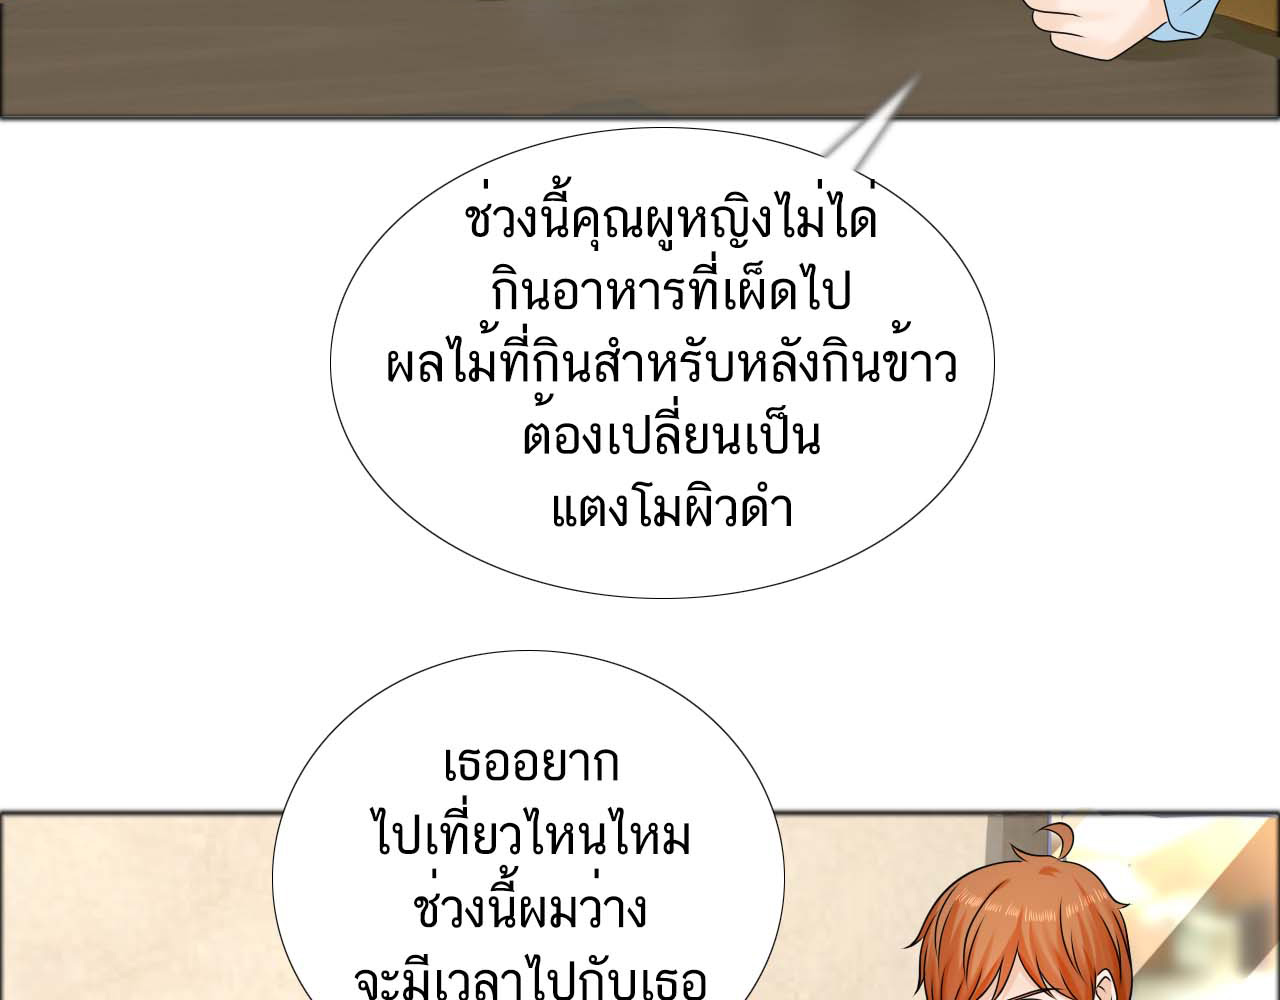 ช่วงนี้คุณผูหญิงไม่ได่
กินอาหารที่เผ็ดไป
ผลไม้ที่กินสำหรับหลังกินข้าว
ต้องเปลี่ยนเป็น
แตงโมผิวดำ
เธออยาก
ไปเที่ยวไหนไหม
ช่วงนี้ผมว่าง
จะมีเวลาไปกับเธอ